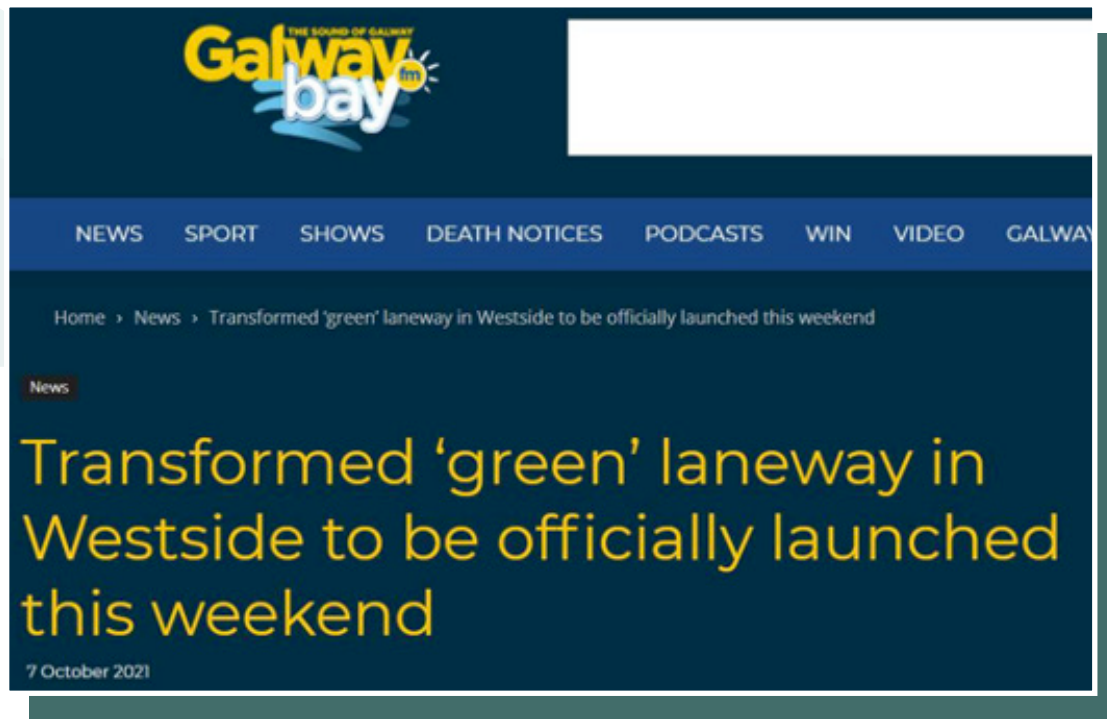 THE SOUND OF GALWAY
Galway
bay fm
NEWS SPORT SHOWS DEATH NOTICES PODCASTS WIN VIDEO GALWAY
Home › News › Transformed ‘green’ laneway in Westside to be officially launched this weekend
News
Transformed ‘green’ laneway in
Westside to be officially launched
this weekend
7 October 2021